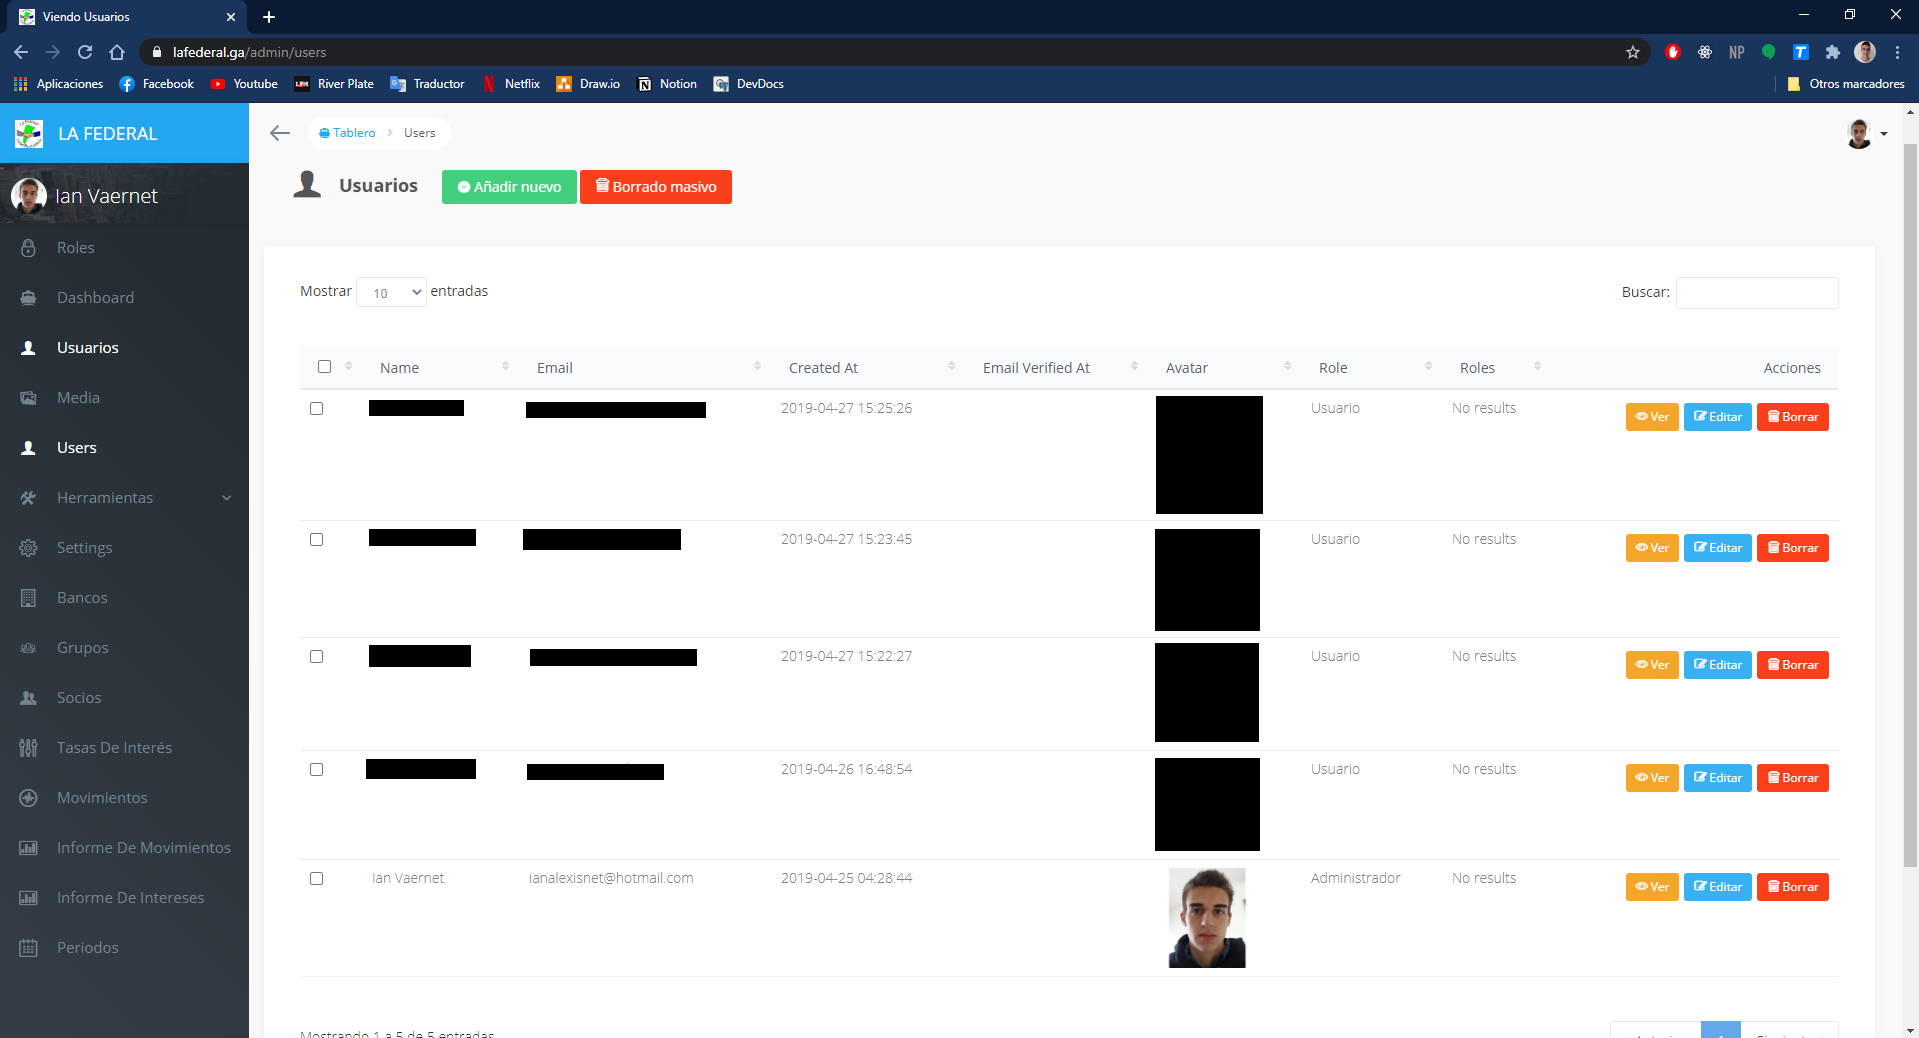 Viendo Usuarios
lafederal.ga/admin/users
NP
Aplicaciones
Facebook
Youtube
River Plate
Traductor
Netflix
Draw.io
Notion
DevDocs
Otros marcadores
LA FEDERAL
Tablero
Users
Ian Vaernet
Usuarios
Añadir nuevo
Borrado masivo
Roles
Dashboard
Usuarios
Media
Users
Herramientas
Settings
Bancos
Grupos
Socios
Tasas De Interés
Movimientos
Informe De Movimientos
Informe De Intereses
Periodos
Mostrar 10 entradas
Buscar:
Name Email Created At Email Verified At Avatar Role Roles Acciones
2019-04-27 15:25:26 Usuario No results Ver Editar Borrar
2019-04-27 15:23:45 Usuario No results Ver Editar Borrar
2019-04-27 15:22:27 Usuario No results Ver Editar Borrar
2019-04-26 16:48:54 Usuario No results Ver Editar Borrar
Ian Vaernet ianalexisnet@hotmail.com 2019-04-25 04:28:44 Administrador No results Ver Editar Borrar
Mostrando 1 a 5 de 5 entradas